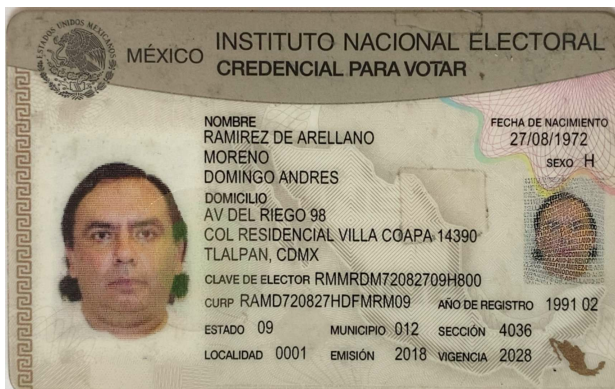 ESTADOS UNIDOS MEXICANOS
MÉXICO INSTITUTO NACIONAL ELECTORAL
CREDENCIAL PARA VOTAR
NOMBRE
RAMIREZ DE ARELLANO
MORENO
DOMINGO ANDRES
FECHA DE NACIMIENTO
27/08/1972
SEXO H
DOMICILIO
AV DEL RIEGO 98
COL RESIDENCIAL VILLA COAPA 14390
TLALPAN, CDMX
CLAVE DE ELECTOR RMMRDM72082709H800
CURP RAMD720827HDFMRM09 AÑO DE REGISTRO 1991 02
ESTADO 09 MUNICIPIO 012 SECCIÓN 4036
LOCALIDAD 0001 EMISIÓN 2018 VIGENCIA 2028